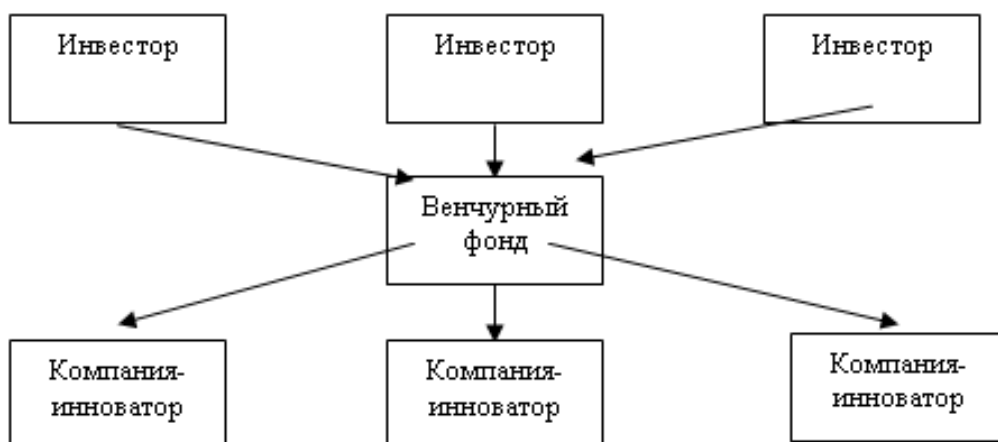 Инвестор
Инвестор
Инвестор
Венчурный
фонд
Компания-
инноватор
Компания-
инноватор
Компания-
инноватор